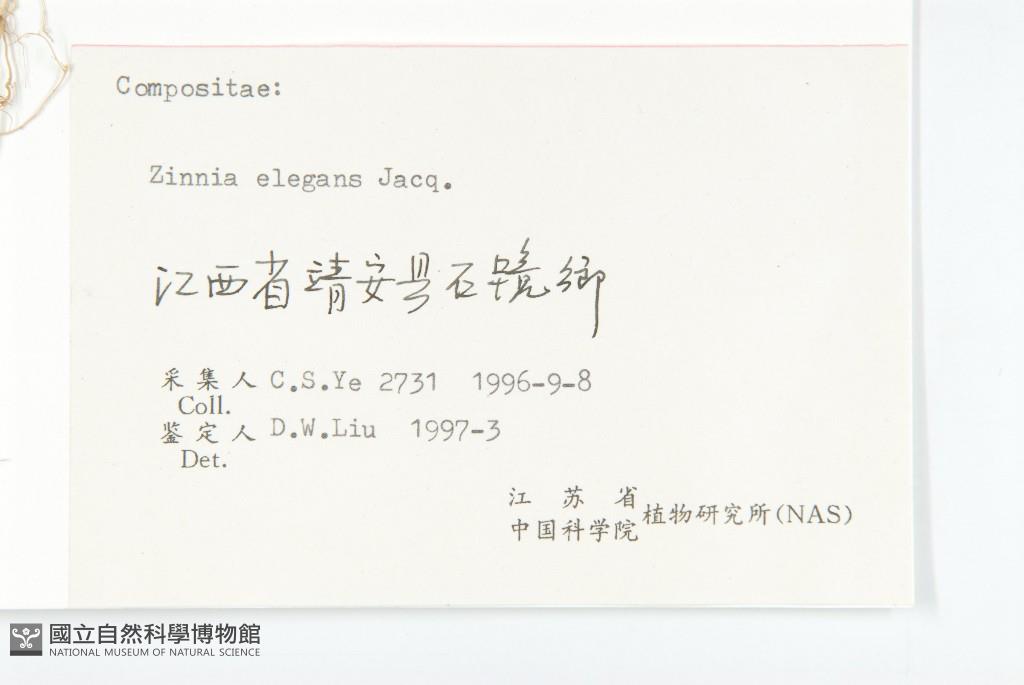 Compositae:
Zinnia elegans Jacq.
江西省靖安县石鄉
采集人 C.S.Ye 2731 1996-9-8
Coll.
鉴定人 D.W.Liu 1997-3
Det.
江苏省
中国科学院 植物研究所(NAS)
國立自然科學博物館
NATIONAL MUSEUM OF NATURAL SCIENCE